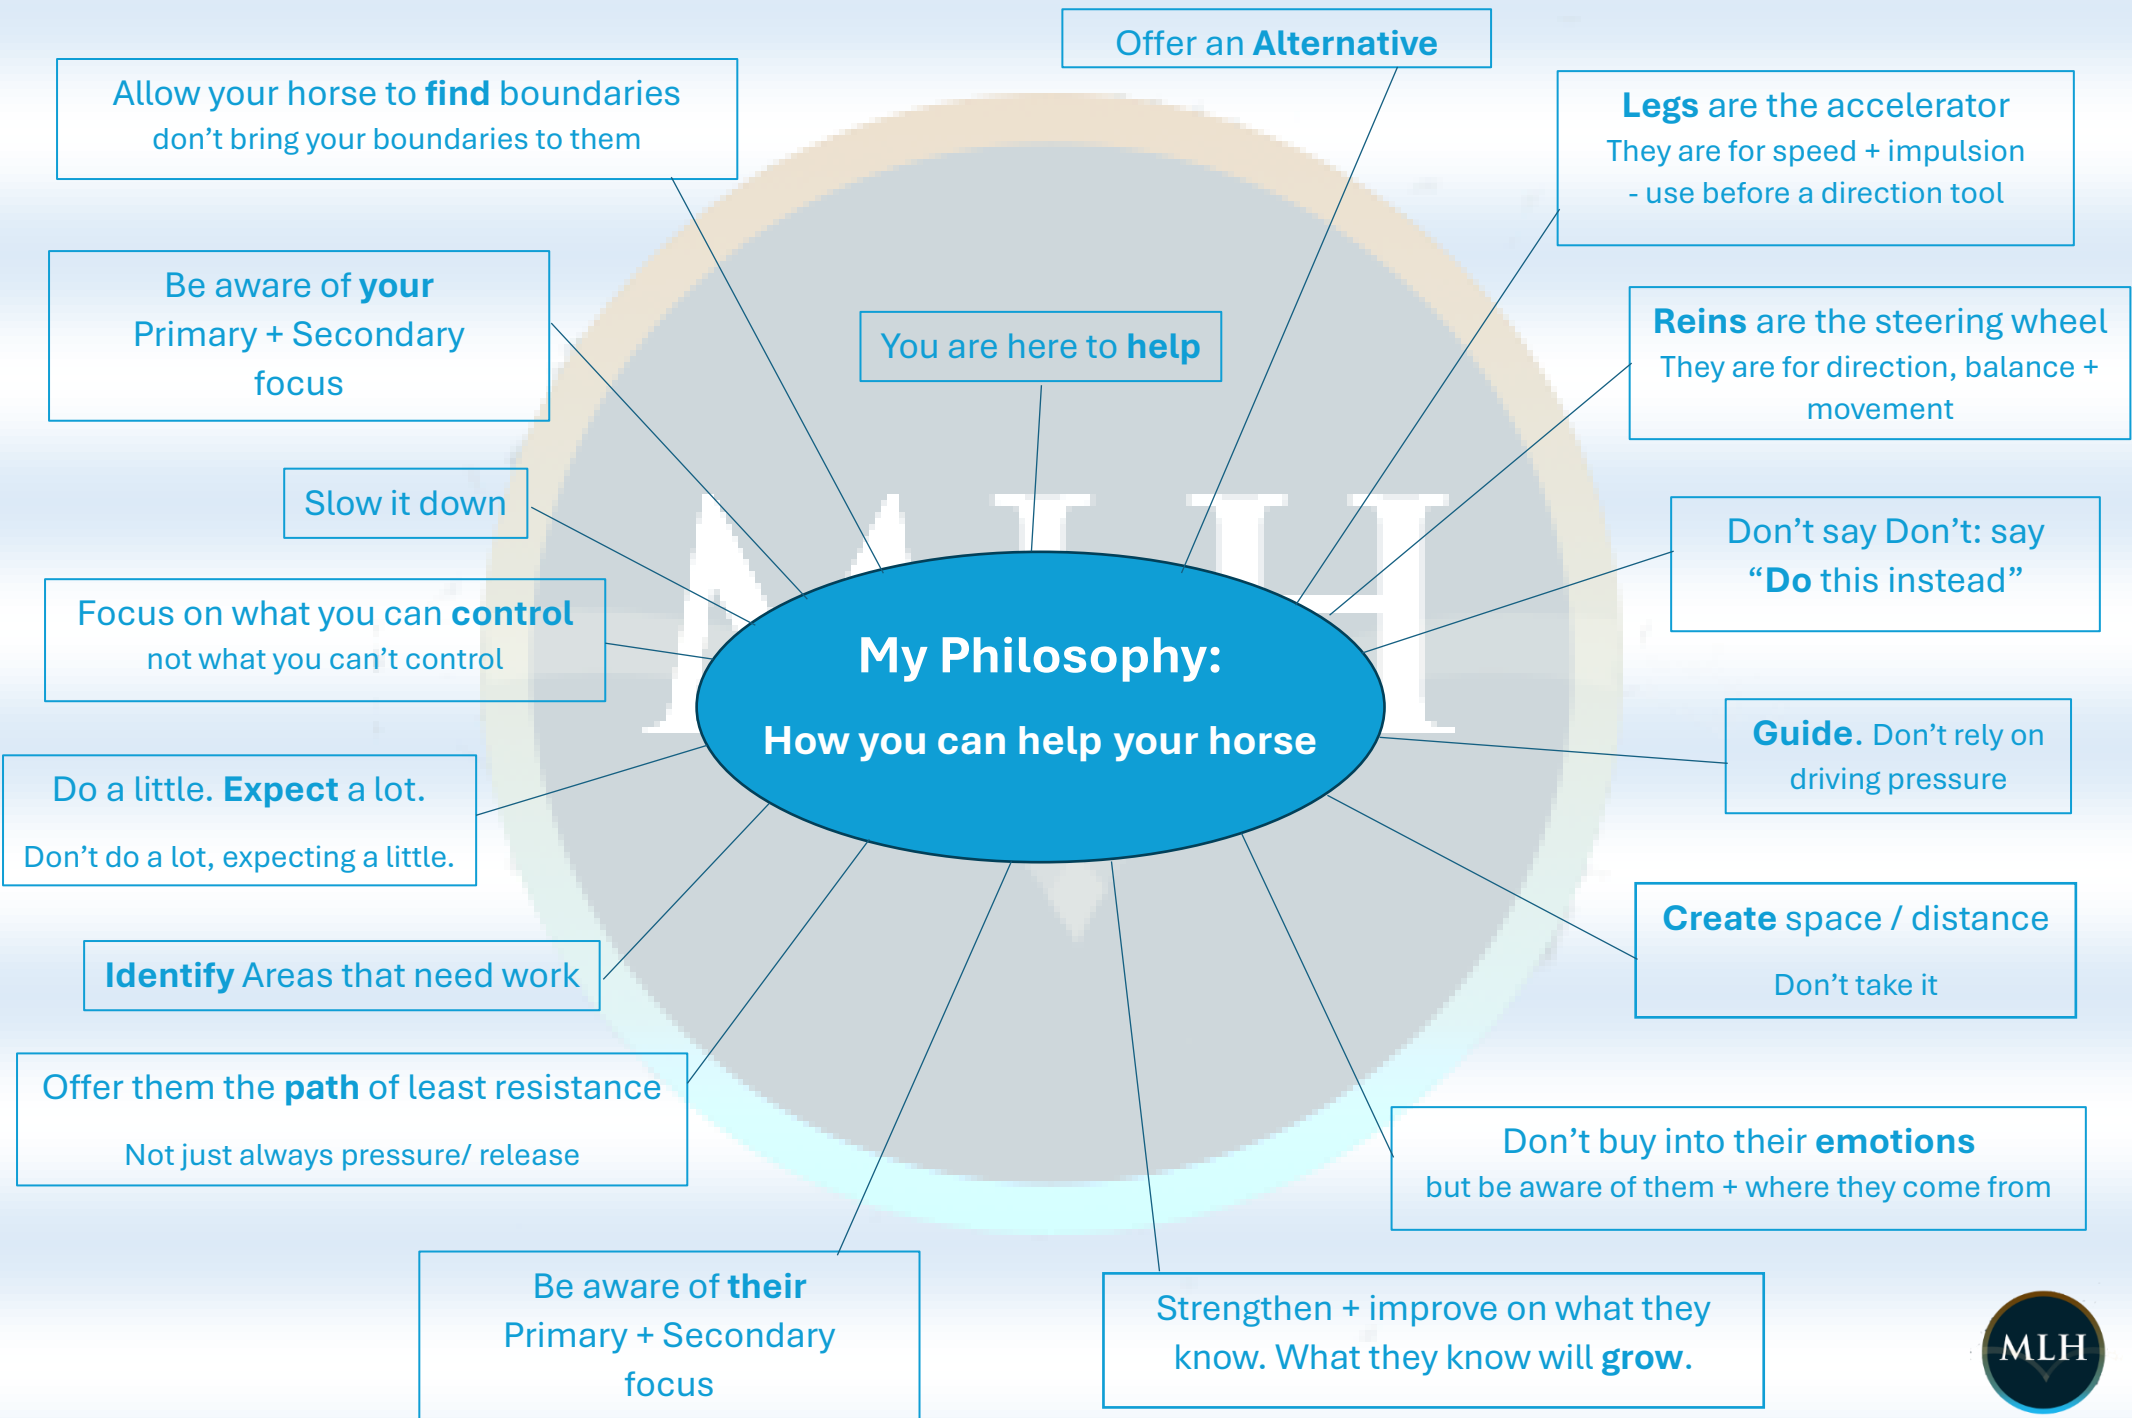 Offer an Alternative
Allow your horse to find boundaries
don't bring your boundaries to them
Legs are the accelerator
They are for speed + impulsion
- use before a direction tool
Be aware of your
Primary + Secondary
focus
You are here to help
Reins are the steering wheel
They are for direction, balance +
movement
Slow it down
Don't say Don't: say
“Do this instead”
Focus on what you can control
not what you can't control
MLH
My Philosophy:
How you can help your horse
Guide. Don't rely on
driving pressure
Do a little. Expect a lot.
Don't do a lot, expecting a little.
Create space / distance
Don't take it
Identify Areas that need work
Offer them the path of least resistance
Not just always pressure/ release
Don't buy into their emotions
but be aware of them + where they come from
Be aware of their
Primary + Secondary
focus
Strengthen + improve on what they
know. What they know will grow.
MLH